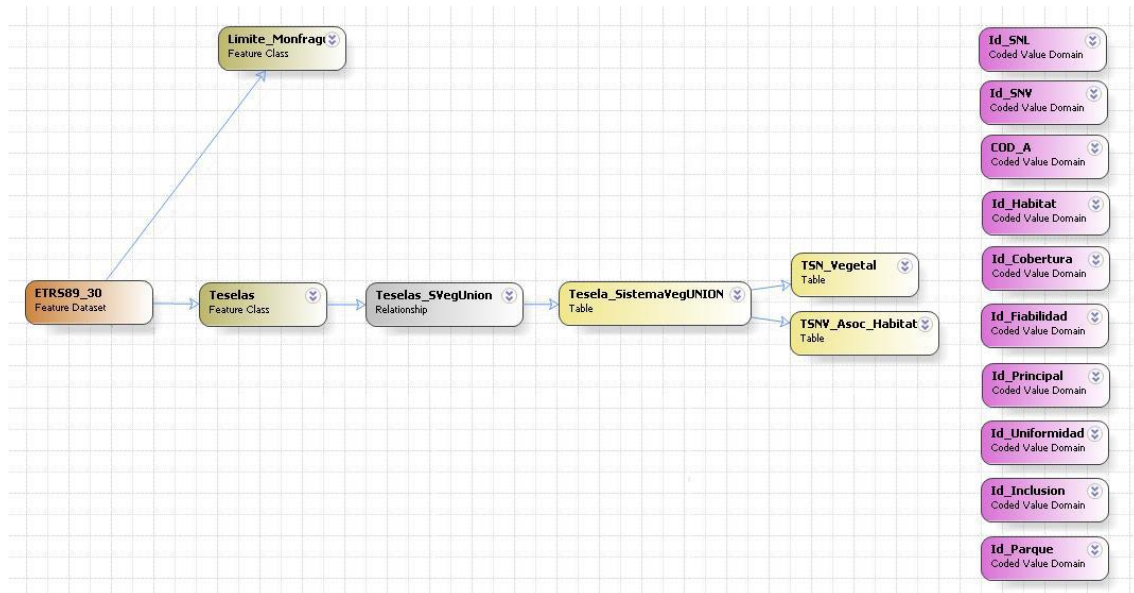 Limite_Monfragu
Feature Class
ETRS89_30
Feature Dataset
Teselas
Feature Class
Teselas_SVegUnion
Relationship
Tesela_SistemaVegUNION
Table
TSN_Vegetal
Table
TSNV_Asoc_Habitat
Table
Id_SNL
Coded Value Domain
Id_SNV
Coded Value Domain
COD_A
Coded Value Domain
Id_Habitat
Coded Value Domain
Id_Cobertura
Coded Value Domain
Id_Fiabilidad
Coded Value Domain
Id_Principal
Coded Value Domain
Id_Uniformidad
Coded Value Domain
Id_Inclusion
Coded Value Domain
Id_Parque
Coded Value Domain